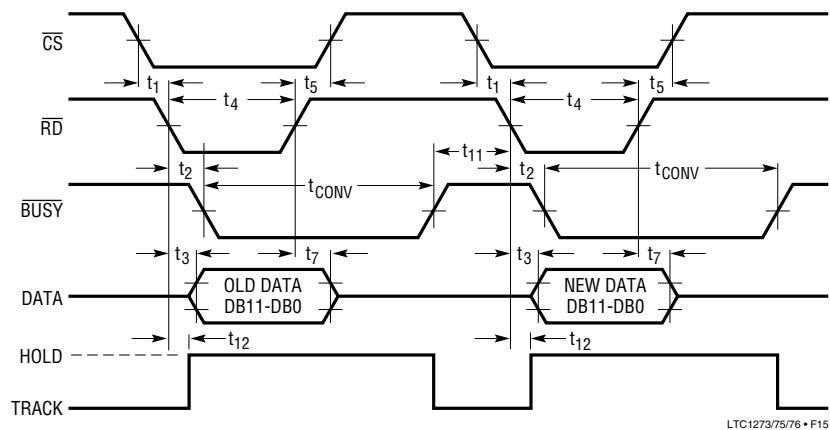 CS
t1 t5 t1 t5
t4 t4
RD
t2 tCONV t11 t2 tCONV
BUSY
t3 t7 t3 t7
DATA
OLD DATA
DB11-DB0
NEW DATA
DB11-DB0
t12 t12
HOLD
TRACK
LTC1273/75/76 • F15